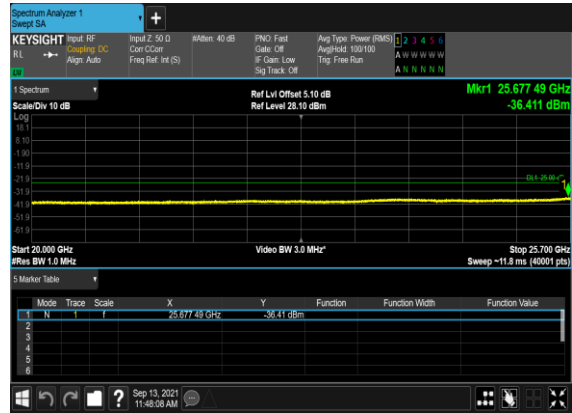 Spectrum Analyzer 1
Swept SA
+
KEYSIGHT Input: RF Input Z: 50 Ω #Atten: 40 dB PNO: Fast Avg Type: Power (RMS) 1 2 3 4 5 6
RL Coupling: DC Corr CCorr Gate: Off Avg|Hold: 100/100 A W W W W W
Align: Auto Freq Ref: Int (S) IF Gain: Low Trig: Free Run A N N N N N
Sig Track: Off
1 Spectrum Ref Lvl Offset 5.10 dB Mkr1 25.677 49 GHz
Scale/Div 10 dB Ref Level 28.10 dBm -36.411 dBm
Log
18.1
8.10
-1.90
-11.9
-21.9 DL1 -25.00
-31.9 1
-41.9
-51.9
-61.9
Start 20.000 GHz Video BW 3.0 MHz* Stop 25.700 GHz
#Res BW 1.0 MHz Sweep ~11.8 ms (40001 pts)
5 Marker Table
Mode Trace Scale X Y Function Function Width Function Value
1 N 1 f 25.677 49 GHz -36.41 dBm
2
3
4
5
6
? Sep 13, 2021
11:48:08 AM